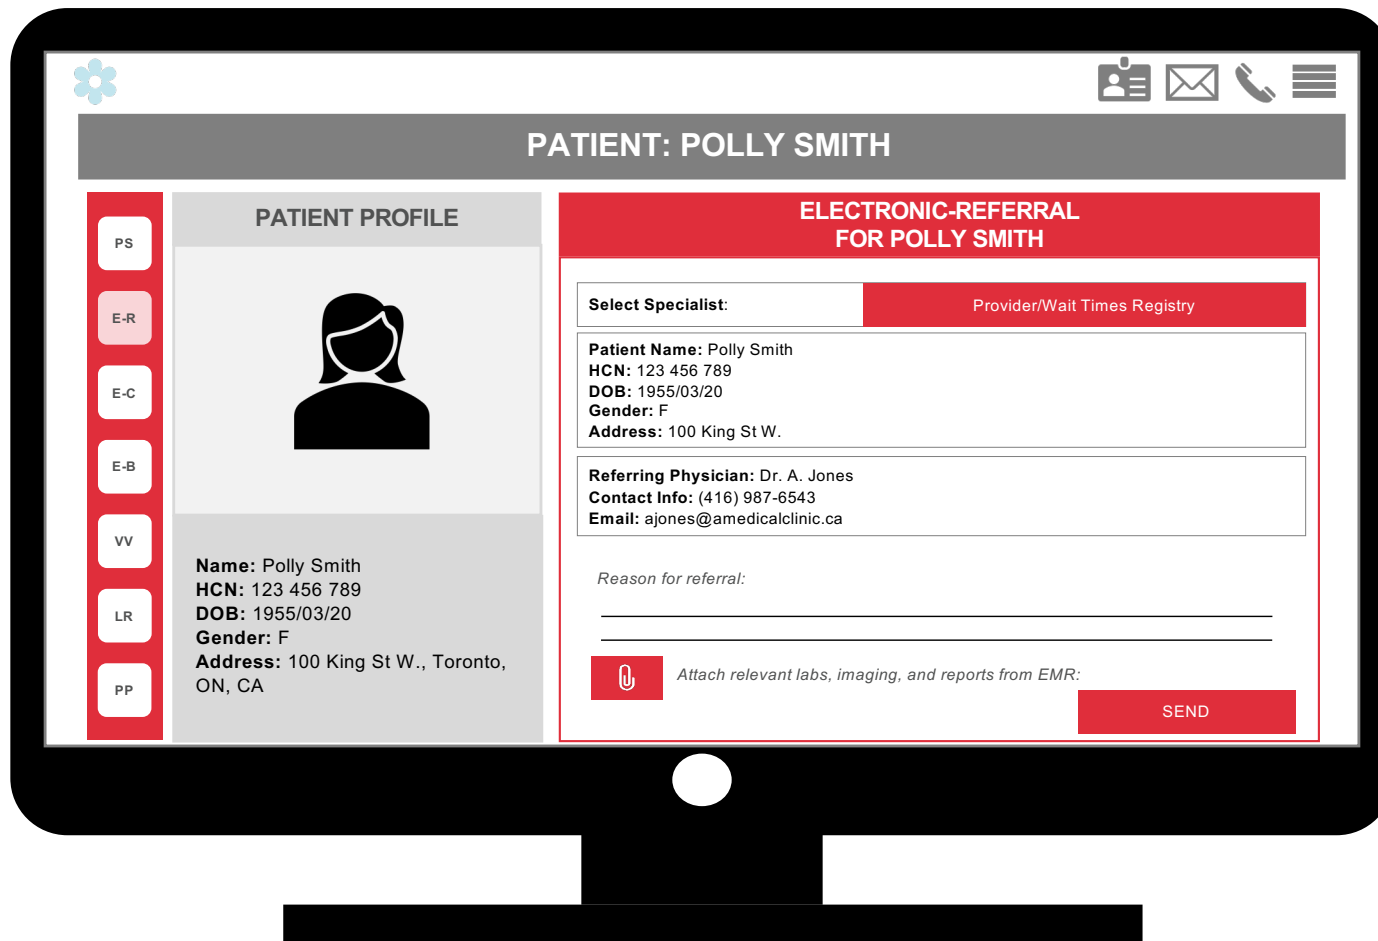 PATIENT: POLLY SMITH
PS
E-R
E-C
E-B
VV
LR
PP
PATIENT PROFILE
Name: Polly Smith
HCN: 123 456 789
DOB: 1955/03/20
Gender: F
Address: 100 King St W., Toronto,
ON, CA
ELECTRONIC-REFERRAL
FOR POLLY SMITH
Select Specialist:
Provider/Wait Times Registry
Patient Name: Polly Smith
HCN: 123 456 789
DOB: 1955/03/20
Gender: F
Address: 100 King St W.
Referring Physician: Dr. A. Jones
Contact Info: (416) 987-6543
Email: ajones@amedicalclinic.ca
Reason for referral:
Attach relevant labs, imaging, and reports from EMR:
SEND